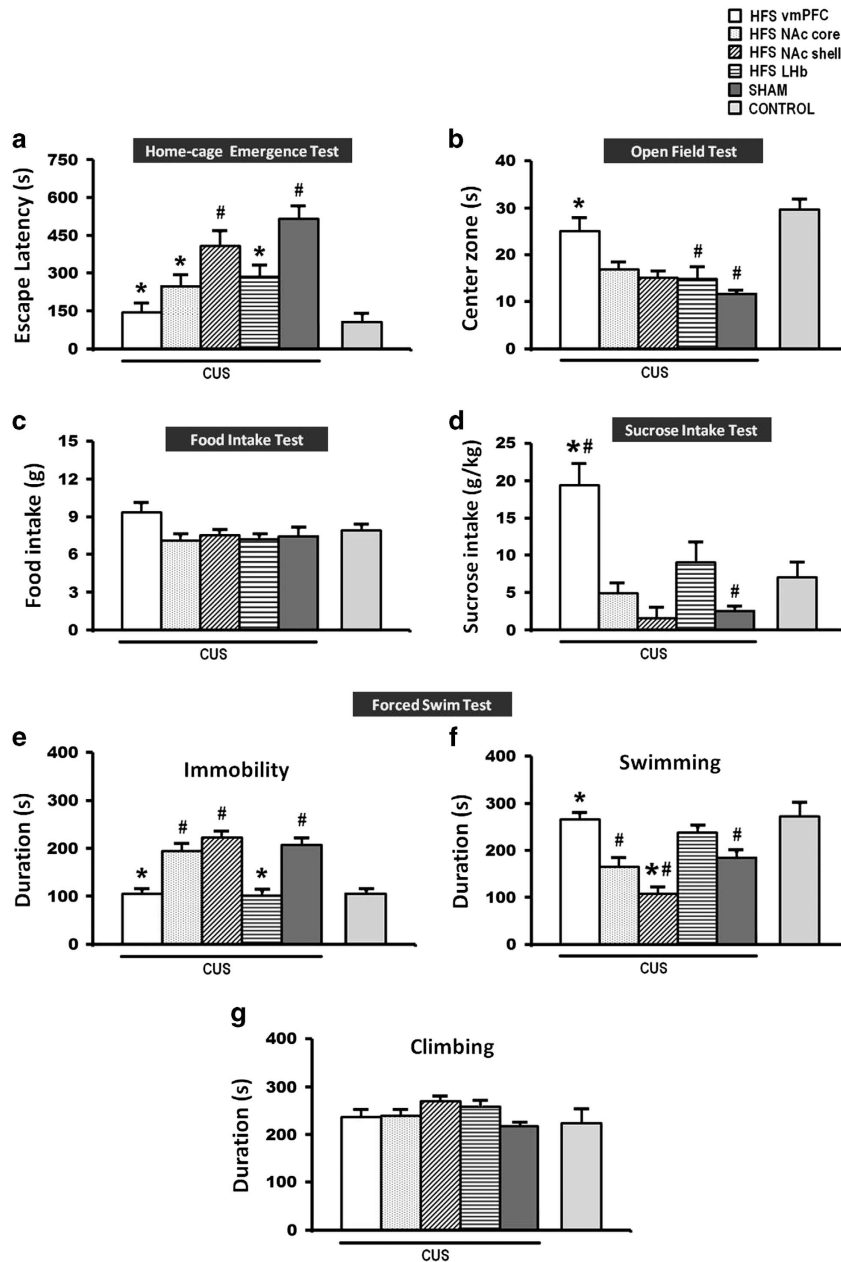 HFS vmPFC
HFS NAc core
HFS NAc shell
HFS LHb
SHAM
CONTROL
a
Home-cage Emergence Test
Escape Latency (s)
750
600
450
300
150
0
* * # * #
CUS
b
Open Field Test
Center zone (s)
40
30
20
10
0
* # #
CUS
c
Food Intake Test
Food intake (g)
15
12
9
6
3
0
CUS
d
Sucrose Intake Test
Sucrose intake (g/kg)
25
20
15
10
5
0
*# #
CUS
Forced Swim Test
e
Immobility
Duration (s)
400
300
200
100
0
* # # * #
CUS
f
Swimming
Duration (s)
400
300
200
100
0
* # *# #
CUS
g
Climbing
Duration (s)
400
300
200
100
0
CUS